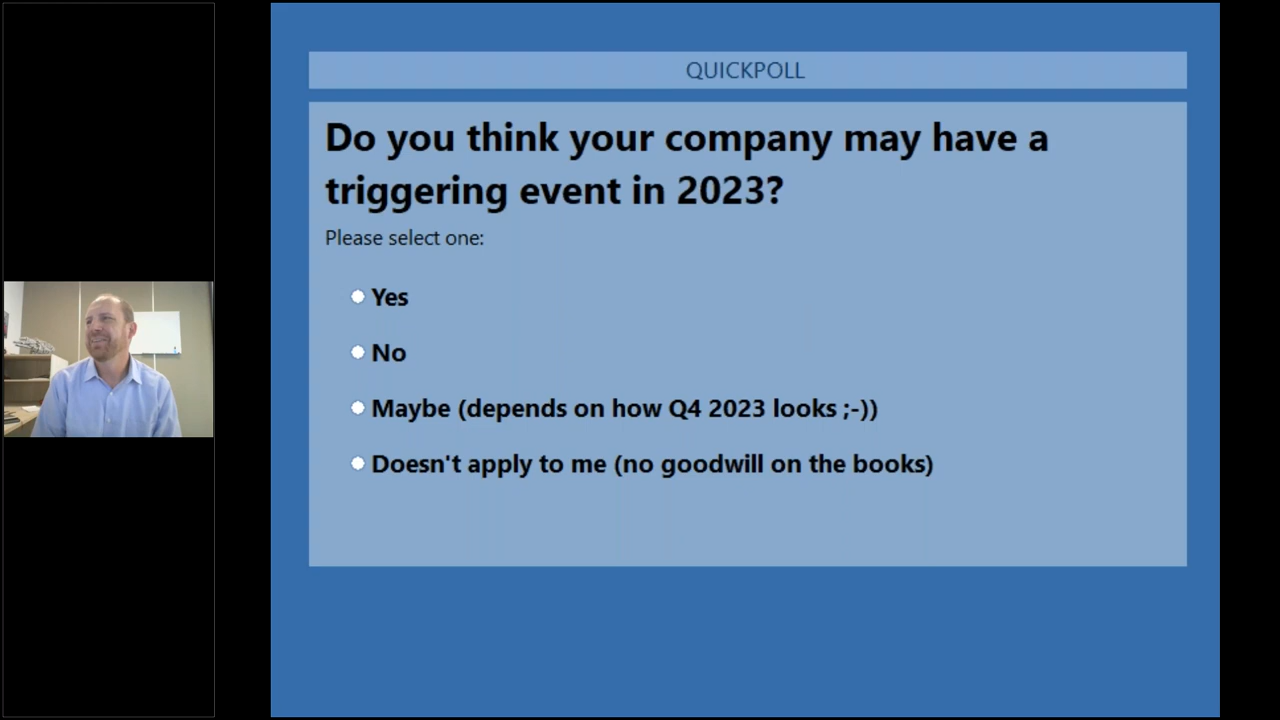 QUICKPOLL
Do you think your company may have a
triggering event in 2023?
Please select one:
Yes
No
Maybe (depends on how Q4 2023 looks ;-))
Doesn't apply to me (no goodwill on the books)